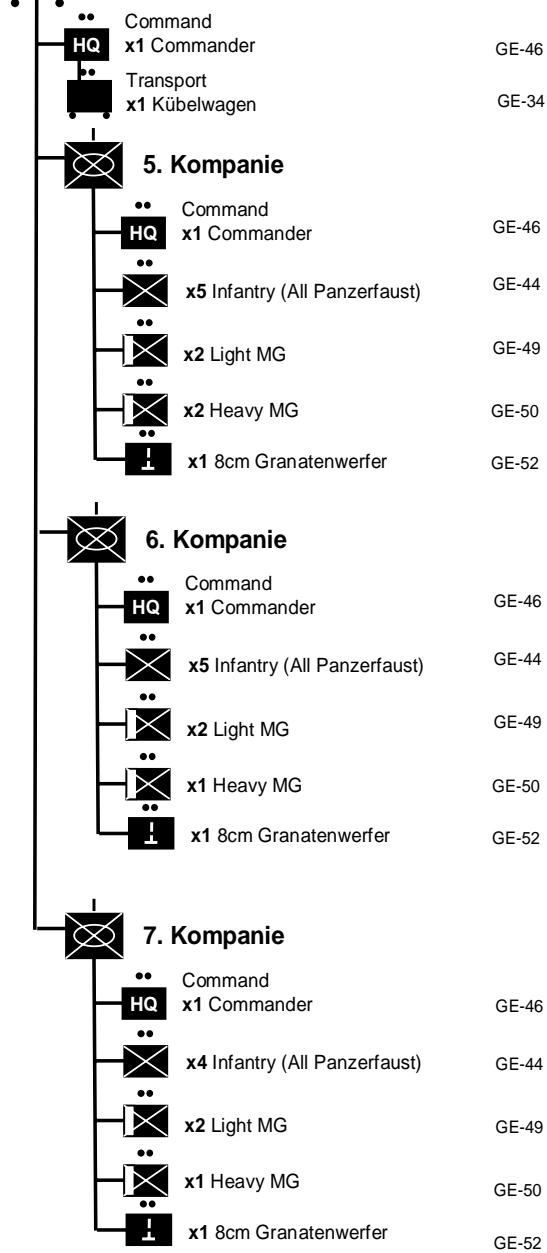 Command
HQ x1 Commander GE-46
Transport
x1 Kübelwagen GE-34
5. Kompanie
Command
HQ x1 Commander GE-46
x5 Infantry (All Panzerfaust) GE-44
x2 Light MG GE-49
x2 Heavy MG GE-50
x1 8cm Granatenwerfer GE-52
6. Kompanie
Command
HQ x1 Commander GE-46
x5 Infantry (All Panzerfaust) GE-44
x2 Light MG GE-49
x1 Heavy MG GE-50
x1 8cm Granatenwerfer GE-52
7. Kompanie
Command
HQ x1 Commander GE-46
x4 Infantry (All Panzerfaust) GE-44
x2 Light MG GE-49
x1 Heavy MG GE-50
x1 8cm Granatenwerfer GE-52